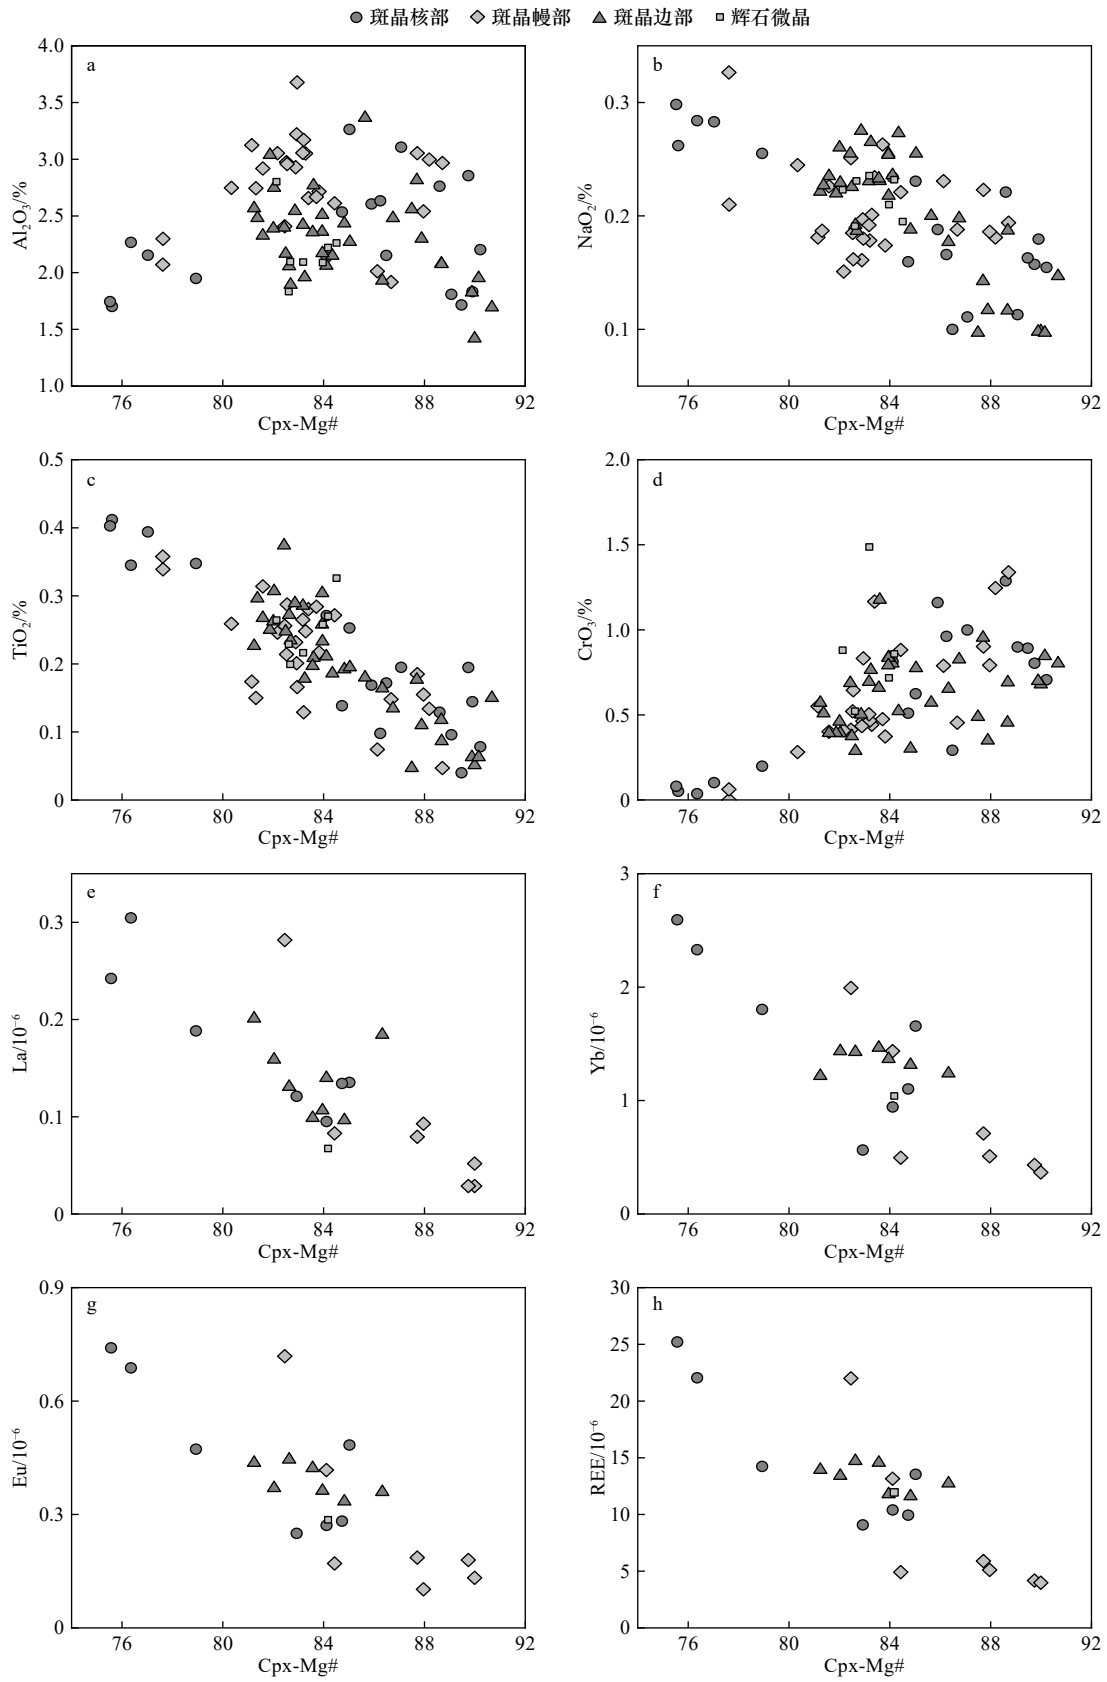 斑晶核部 斑晶幔部 斑晶边部 辉石微晶
a
4.0
3.5
3.0
2.5
2.0
1.5
1.0
Al₂O₃/%
76 80 84 88 92
Cpx-Mg#
b
0.3
0.2
0.1
NaO₂/%
76 80 84 88 92
Cpx-Mg#
c
0.5
0.4
0.3
0.2
0.1
0
TiO₂/%
76 80 84 88 92
Cpx-Mg#
d
2.0
1.5
1.0
0.5
0
CrO₃/%
76 80 84 88 92
Cpx-Mg#
e
0.3
0.2
0.1
0
La/10⁻⁶
76 80 84 88 92
Cpx-Mg#
f
3
2
1
0
Yb/10⁻⁶
76 80 84 88 92
Cpx-Mg#
g
0.9
0.6
0.3
0
Eu/10⁻⁶
76 80 84 88 92
Cpx-Mg#
h
30
25
20
15
10
5
0
REE/10⁻⁶
76 80 84 88 92
Cpx-Mg#